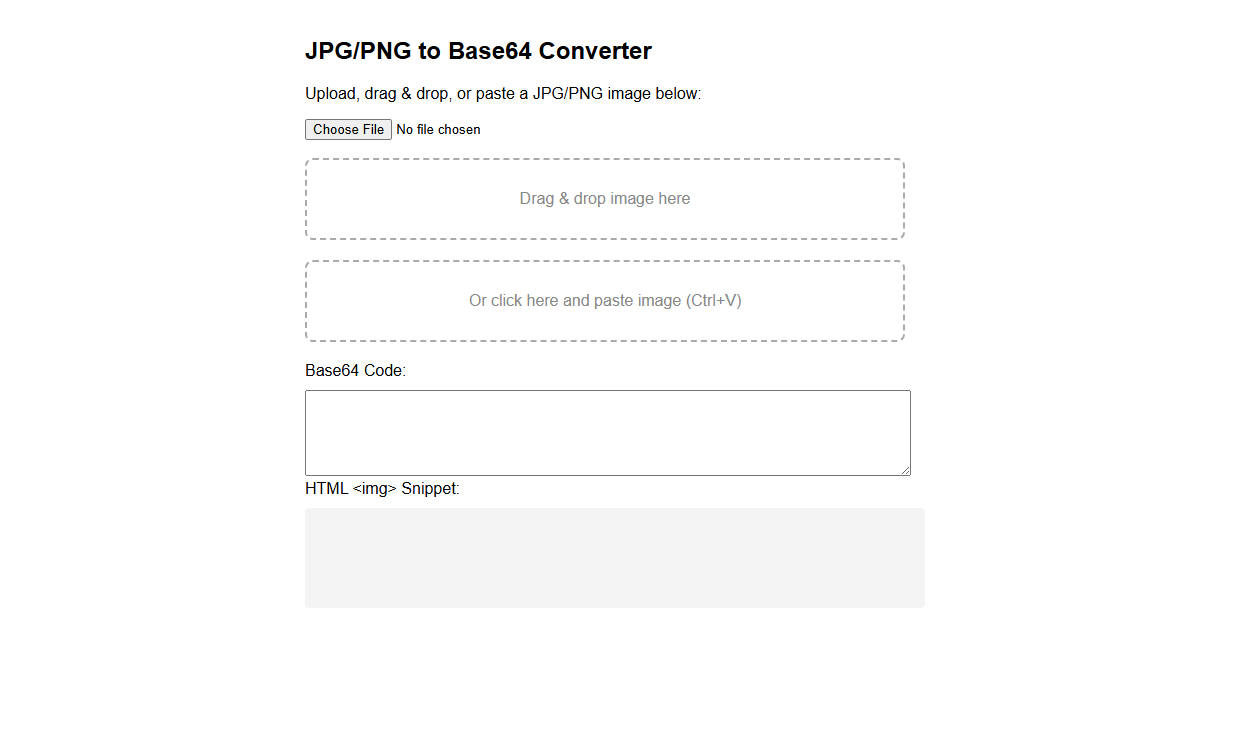 JPG/PNG to Base64 Converter
Upload, drag & drop, or paste a JPG/PNG image below:
Choose File No file chosen
Drag & drop image here
Or click here and paste image (Ctrl+V)
Base64 Code:
HTML <img> Snippet: